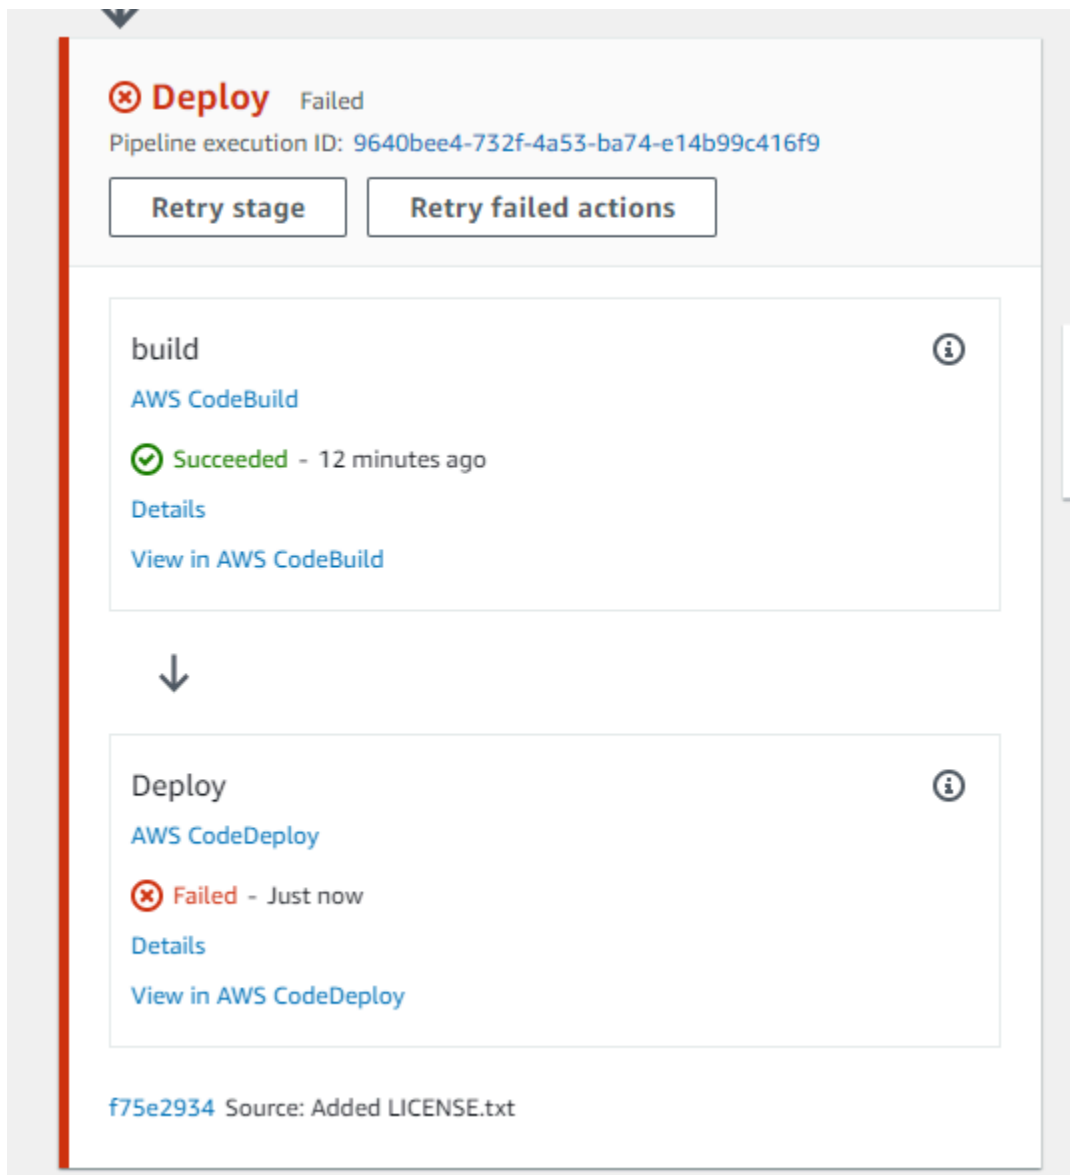 Deploy Failed
Pipeline execution ID: 9640bee4-732f-4a53-ba74-e14b99c416f9
Retry stage Retry failed actions
build
AWS CodeBuild
Succeeded - 12 minutes ago
Details
View in AWS CodeBuild
Deploy
AWS CodeDeploy
Failed - Just now
Details
View in AWS CodeDeploy
f75e2934 Source: Added LICENSE.txt